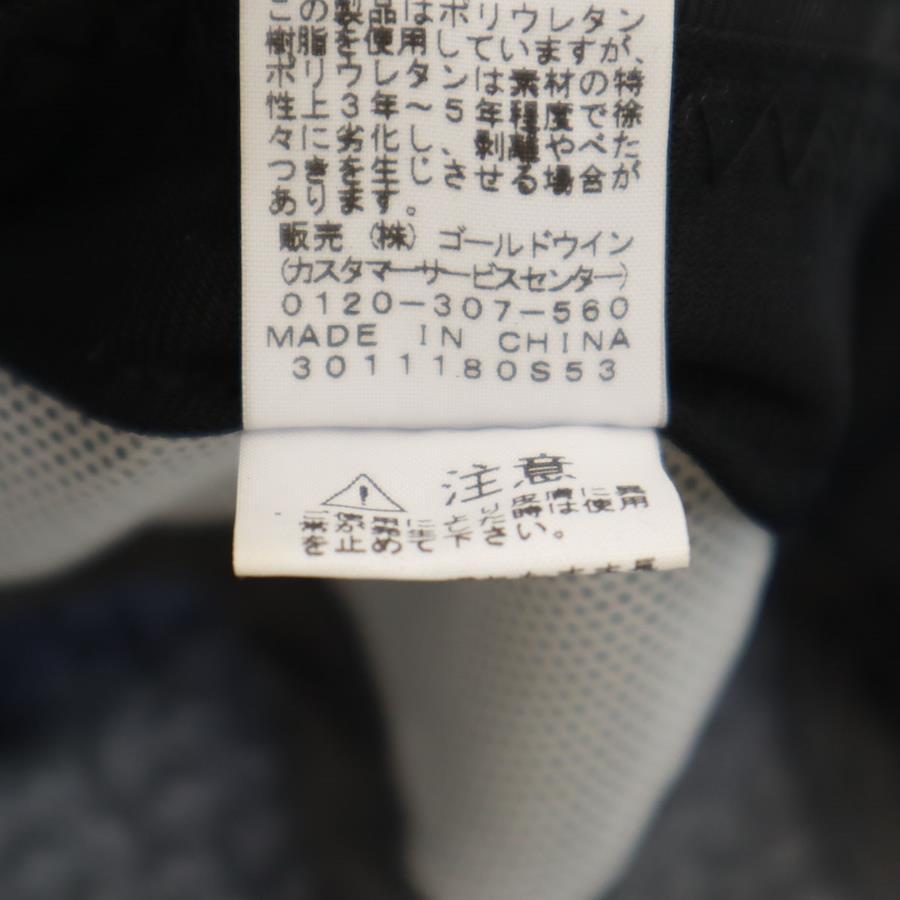 この製品はポリウレタン
樹脂を使用していますが、
ポリウレタンは素材の特
性上3年~5年程度で徐
々に劣化し、剥離やべた
つきを生じさせる場合が
あります。
販売 (株) ゴールドウイン
(カスタマーサービスセンター)
0120-307-560
MADE IN CHINA
3011180S53
注意
は使用
を止めて下さい。